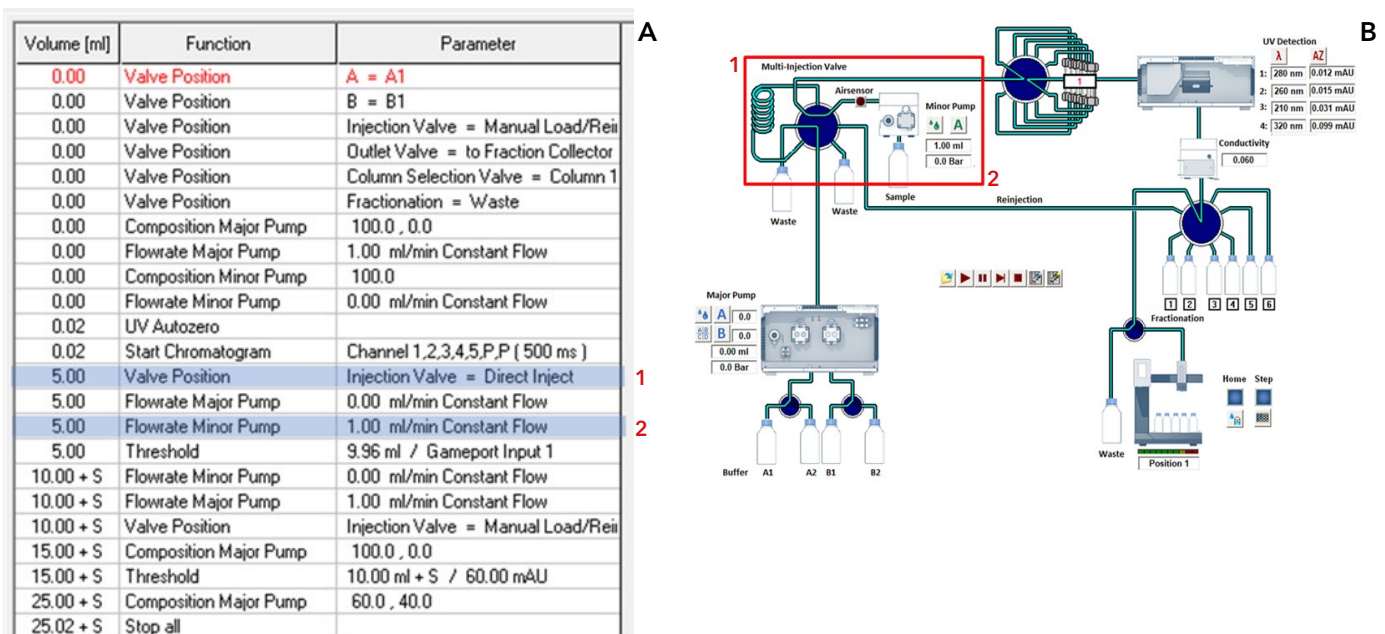 Volume [ml] Function Parameter
0.00 Valve Position A = A1
0.00 Valve Position B = B1
0.00 Valve Position Injection Valve = Manual Load/Rei
0.00 Valve Position Outlet Valve = to Fraction Collector
0.00 Valve Position Column Selection Valve = Column 1
0.00 Valve Position Fractionation = Waste
0.00 Composition Major Pump 100.0 , 0.0
0.00 Flowrate Major Pump 1.00 ml/min Constant Flow
0.00 Composition Minor Pump 100.0
0.00 Flowrate Minor Pump 0.00 ml/min Constant Flow
0.02 UV Autozero
0.02 Start Chromatogram Channel 1,2,3,4,5,P,P ( 500 ms )
5.00 Valve Position Injection Valve = Direct Inject 1
5.00 Flowrate Major Pump 0.00 ml/min Constant Flow
5.00 Flowrate Minor Pump 1.00 ml/min Constant Flow 2
5.00 Threshold 9.96 ml / Gameport Input 1
10.00 + S Flowrate Minor Pump 0.00 ml/min Constant Flow
10.00 + S Flowrate Major Pump 1.00 ml/min Constant Flow
10.00 + S Valve Position Injection Valve = Manual Load/Rei
15.00 + S Composition Major Pump 100.0 , 0.0
15.00 + S Threshold 10.00 ml + S / 60.00 mAU
25.00 + S Composition Major Pump 60.0 , 40.0
25.02 + S Stop all
A
B
1
Multi-Injection Valve
Airsensor
Minor Pump
A
1.00 ml
0.0 Bar
2
Waste
Waste
Sample
1
UV Detection
λ AZ
1: 280 nm 0.012 mAU
2: 260 nm 0.015 mAU
3: 210 nm 0.031 mAU
4: 320 nm 0.099 mAU
Conductivity
0.060
Reinjection
1 2 3 4 5 6
Fractionation
Major Pump
A 0.0
A|B C|D B 0.0
0.00 ml
0.0 Bar
Buffer A1 A2 B1 B2
Home Step
Waste
Position 1